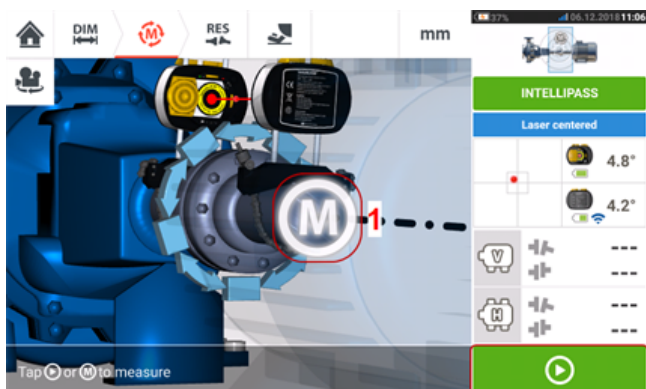 DIM
RES
mm
37%
06.12.2018 11:06
INTELLIPASS
Laser centered
4.8°
4.2°
M
1
V
---
---
H
---
---
Tap or M to measure